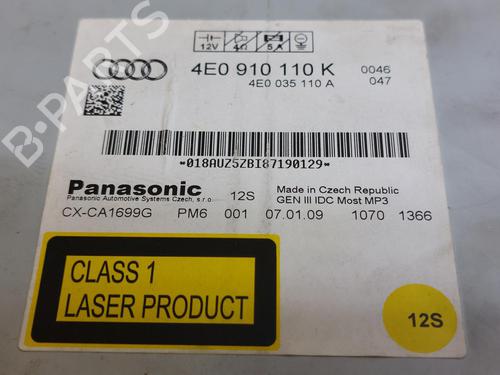 12V 4Ω 5A
4E0 910 110 K 0046
4E0 035 110 A 047
*018AUZ5ZBI87190129*
Panasonic 12S Made in Czech Republic
Panasonic Automotive Systems Czech, s.r.o. GEN III IDC Most MP3
CX-CA1699G PM6 001 07.01.09 1070 1366
CLASS 1
LASER PRODUCT
12S
B-PARTS